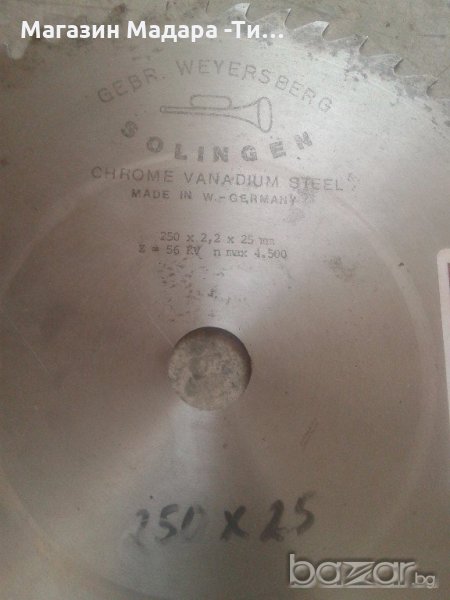 Магазин Мадара -Ти...
GEBR. WEYERSBERG
SOLINGEN
CHROME VANADIUM STEEL
MADE IN W.-GERMANY
250 x 2,2 x 25 mm
Z = 56 KV n max 4.500
250 x 25
bazar.bg